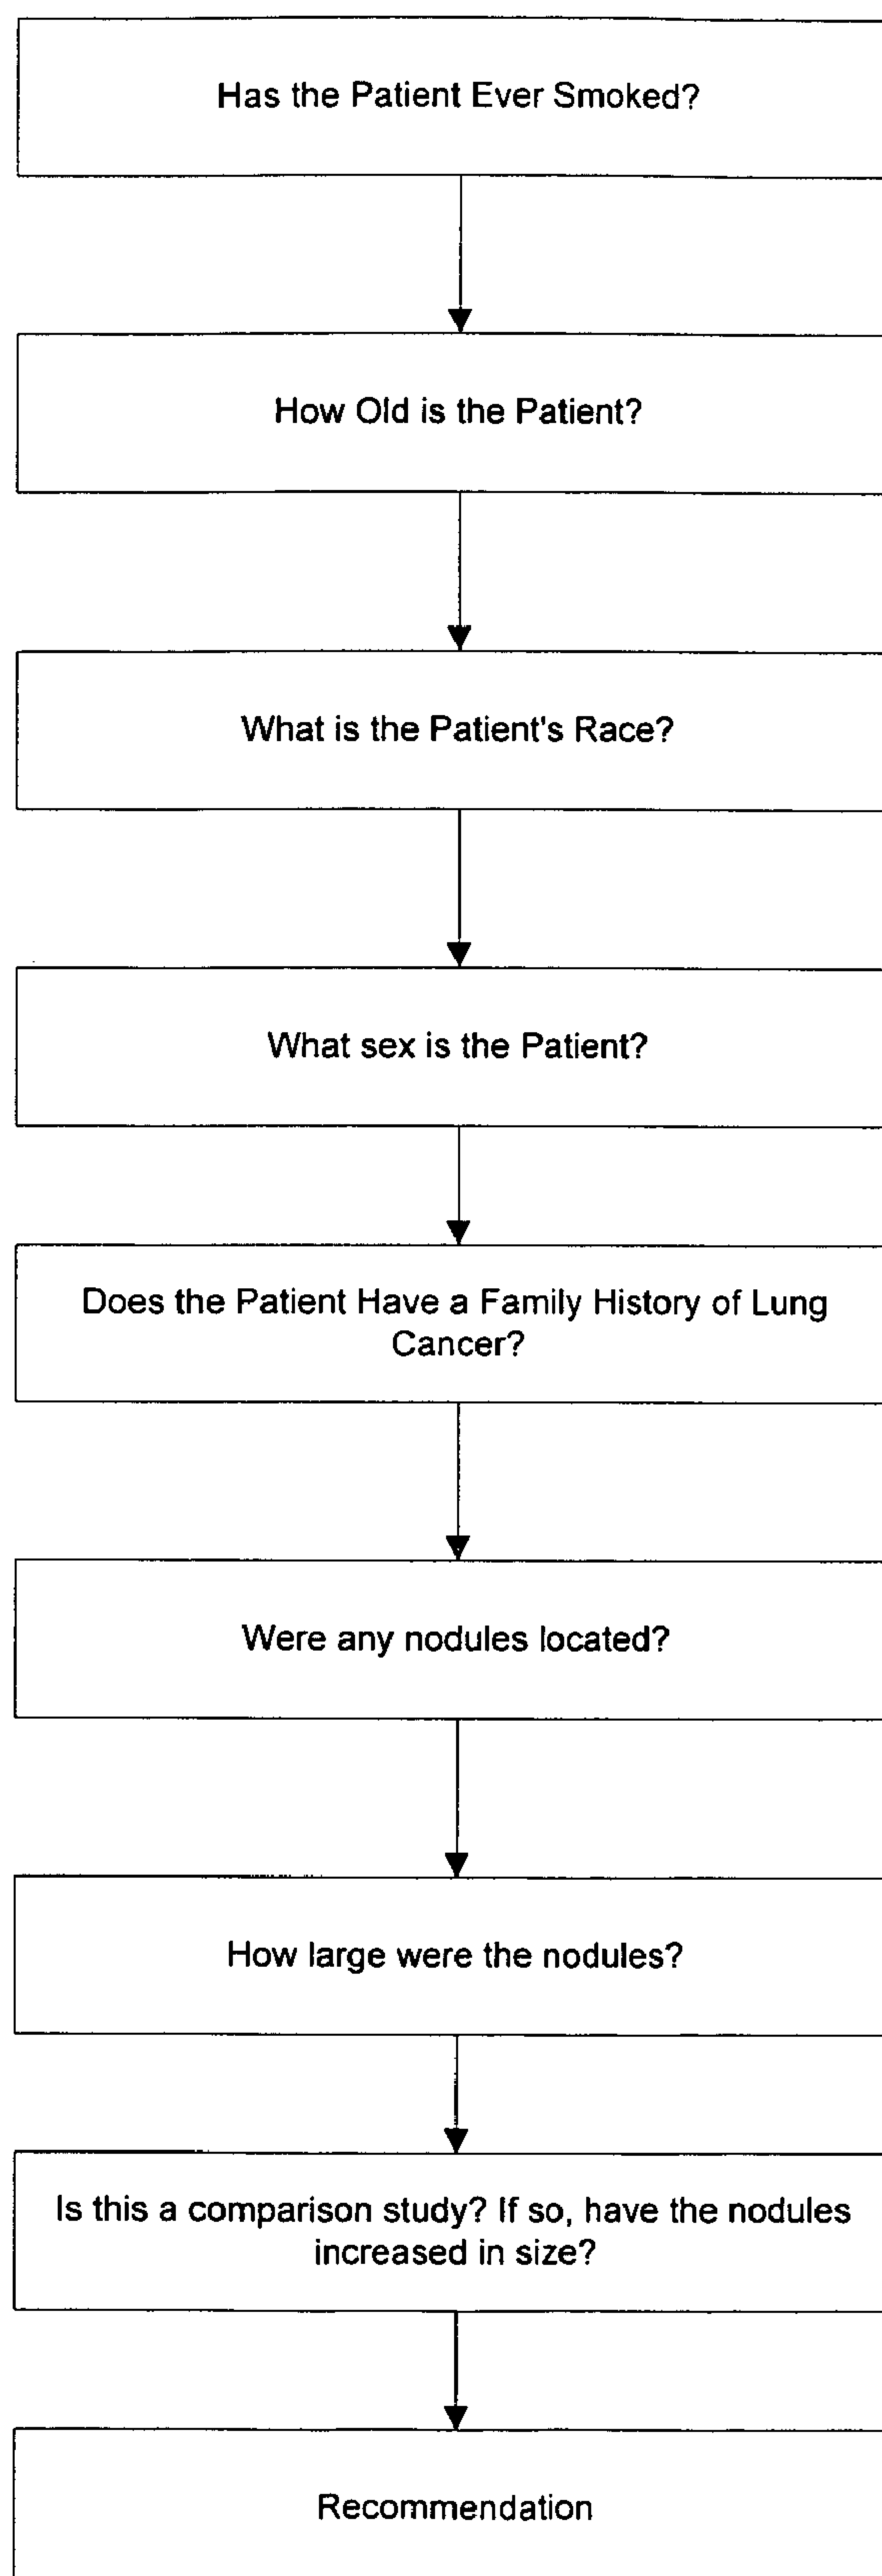 Has the Patient Ever Smoked?
How Old is the Patient?
What is the Patient's Race?
What sex is the Patient?
Does the Patient Have a Family History of Lung
Cancer?
Were any nodules located?
How large were the nodules?
Is this a comparison study? If so, have the nodules
increased in size?
Recommendation